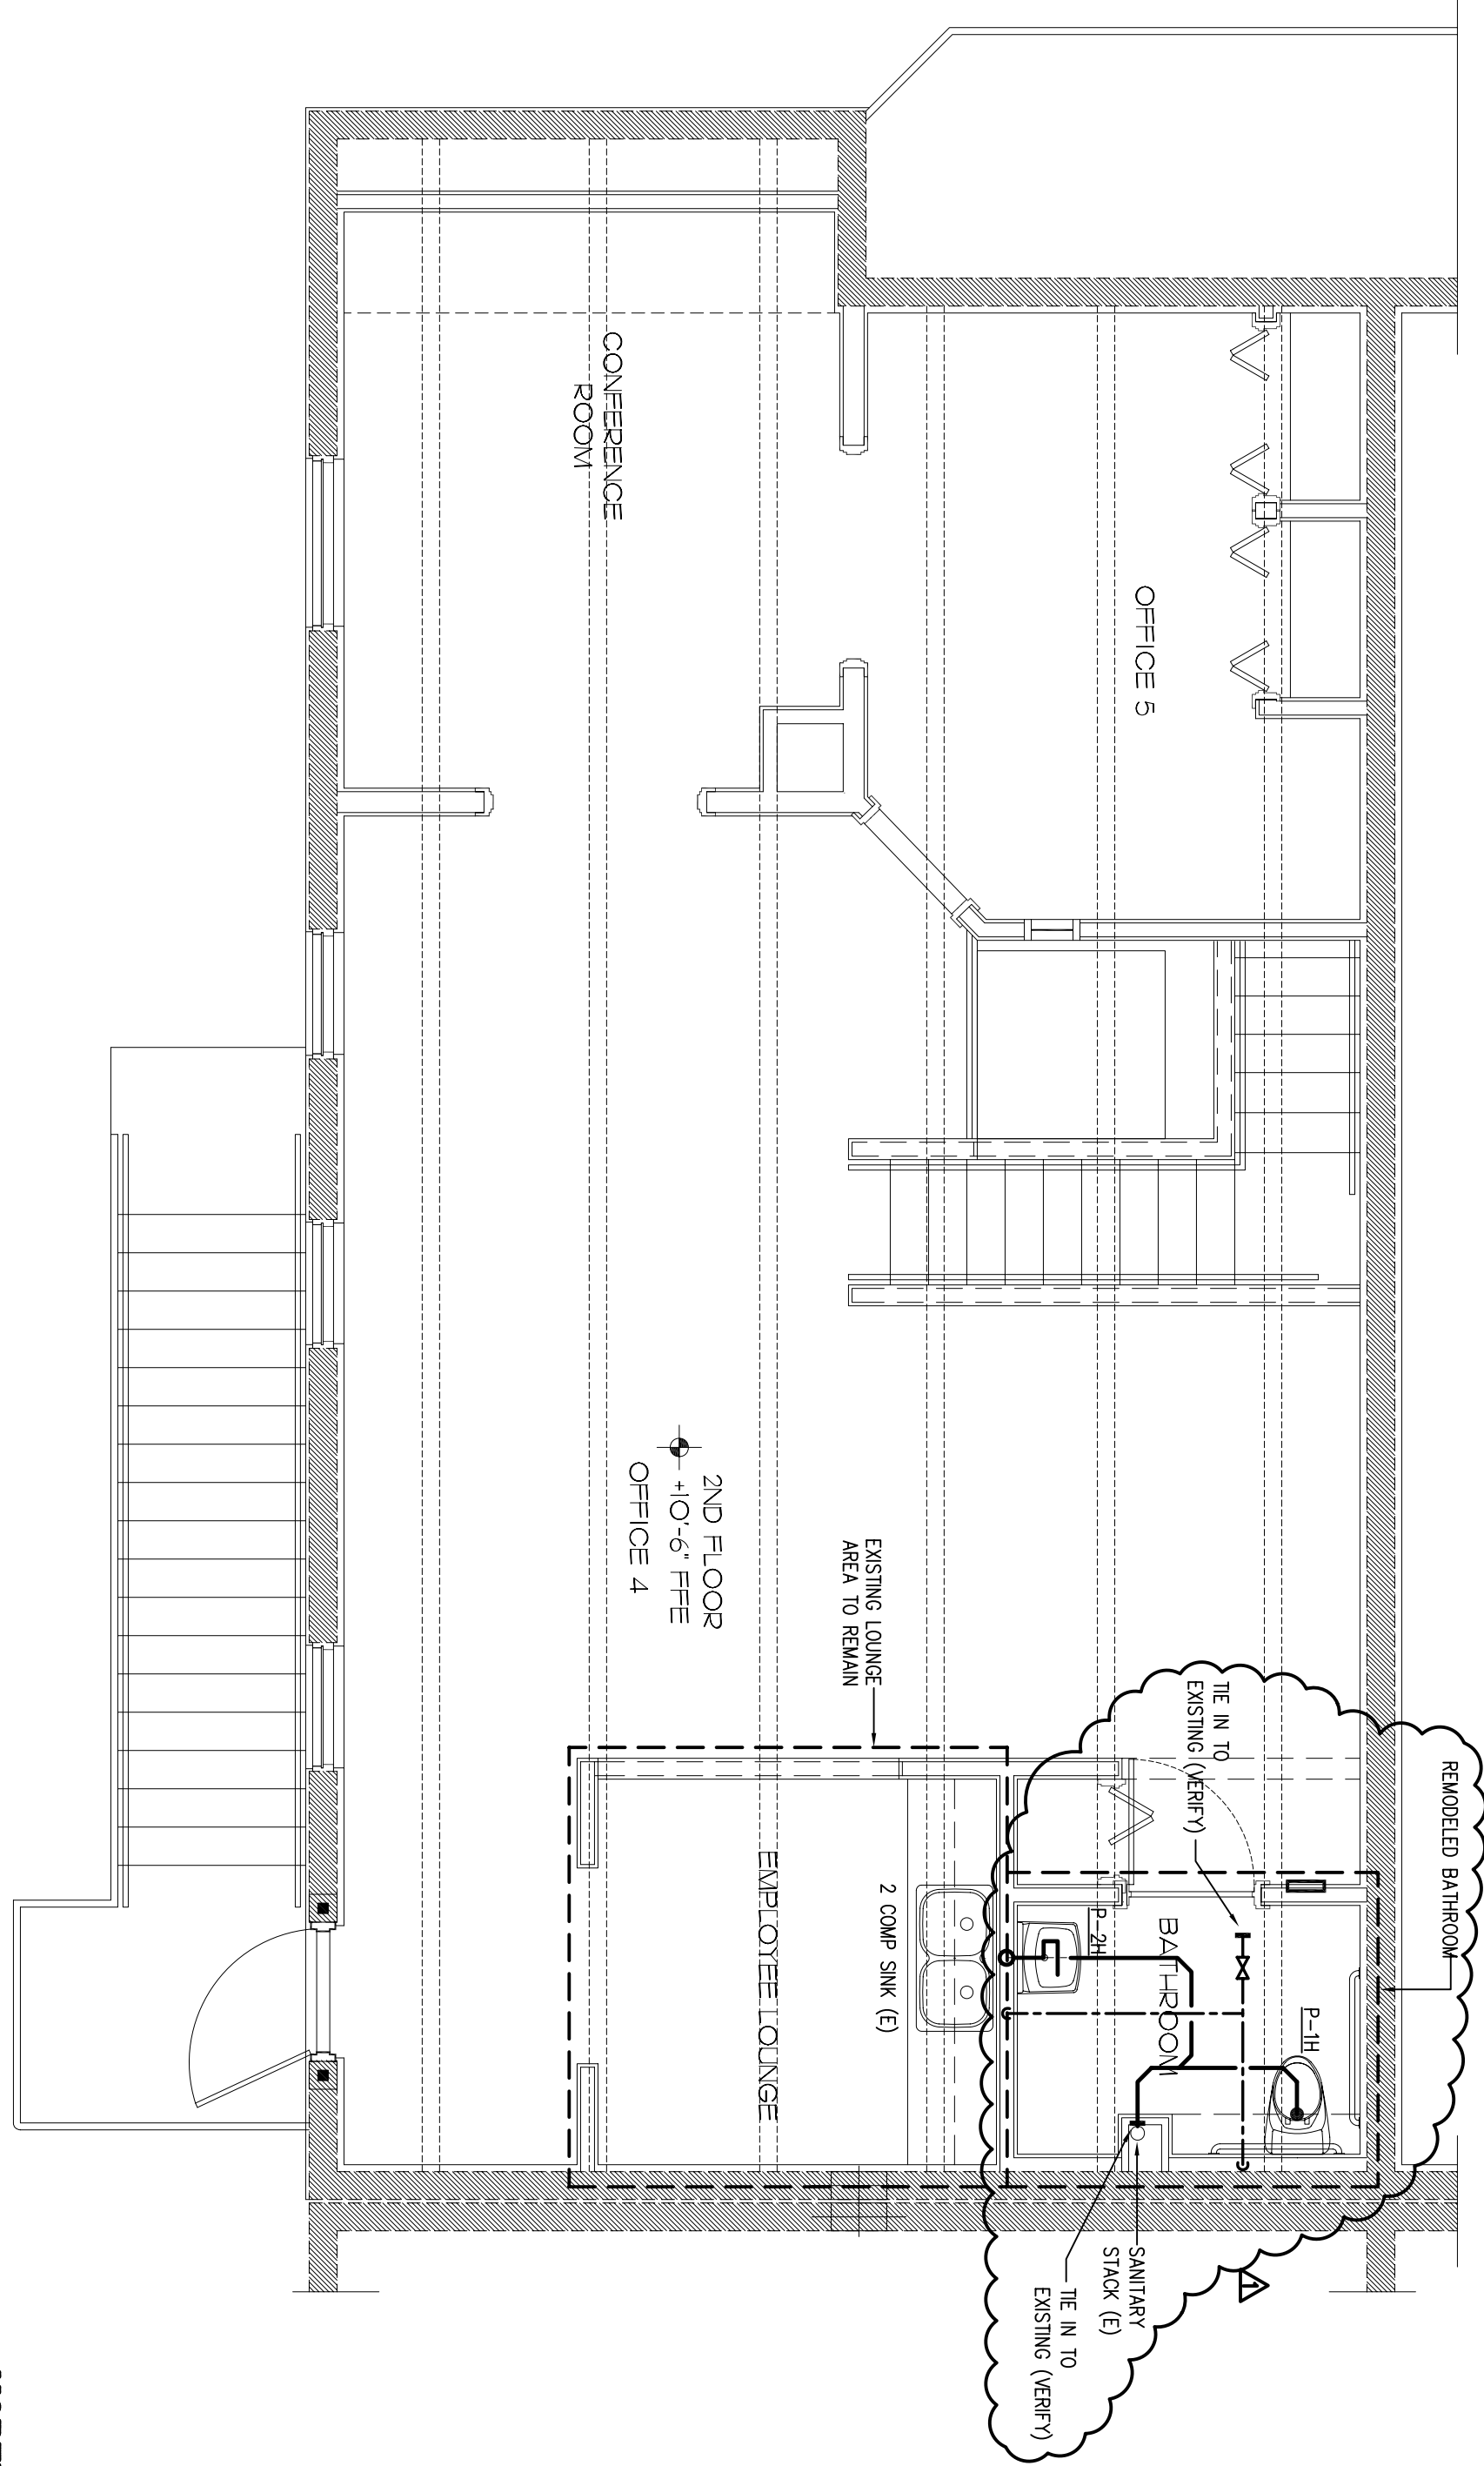 REMODELED BATHROOM
TIE IN TO
EXISTING (VERIFY)
P-1H
BATHROOM
P-2H
OFFICE 5
SANITARY
STACK (E)
TIE IN TO
EXISTING (VERIFY)
1
2 COMP SINK (E)
EXISTING LOUNGE
AREA TO REMAIN
EMPLOYEE LOUNGE
2ND FLOOR
+10'-6" FFE
OFFICE 4
CONFERENCE
ROOM